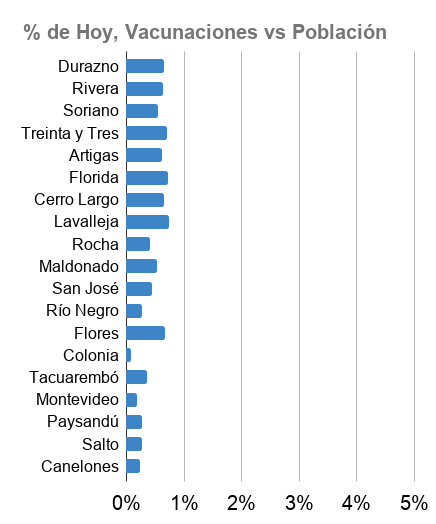 % de Hoy, Vacunaciones vs Población
Durazno
Rivera
Soriano
Treinta y Tres
Artigas
Florida
Cerro Largo
Lavalleja
Rocha
Maldonado
San José
Río Negro
Flores
Colonia
Tacuarembó
Montevideo
Paysandú
Salto
Canelones
0% 1% 2% 3% 4% 5%